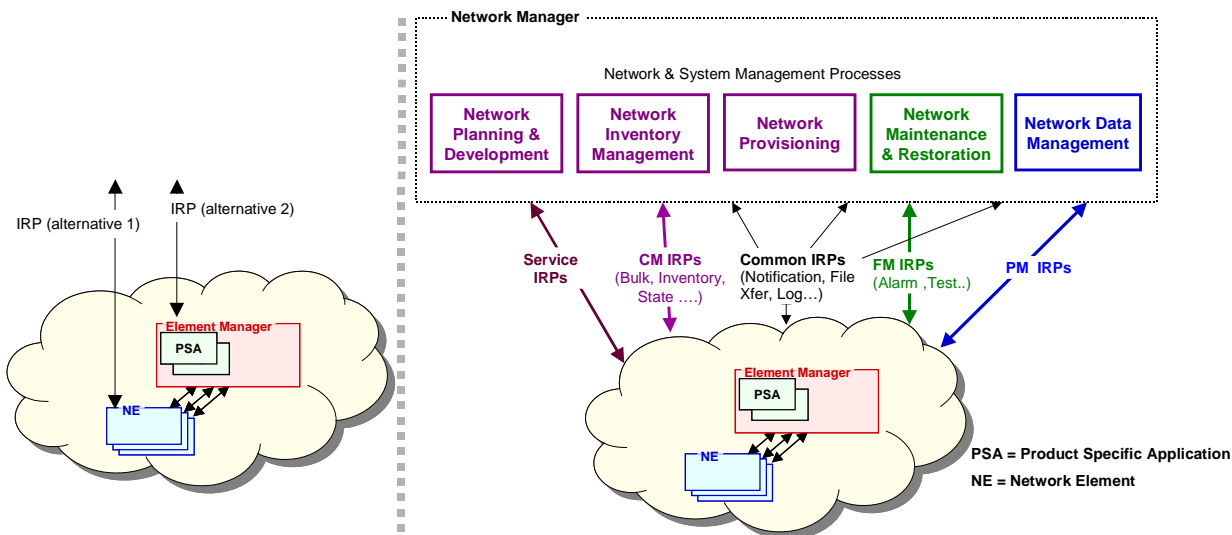 Network Manager
Network & System Management Processes
Network
Planning &
Development
Network
Inventory
Management
Network
Provisioning
Network
Maintenance
& Restoration
Network Data
Management
IRP (alternative 1)
IRP (alternative 2)
Service
IRPs
CM IRPs
(Bulk, Inventory,
State ....)
Common IRPs
(Notification, File
Xfer, Log...)
FM IRPs
(Alarm ,Test..)
PM  IRPs
Element Manager
PSA
NE
Element Manager
PSA
NE
PSA = Product Specific Application
NE = Network Element